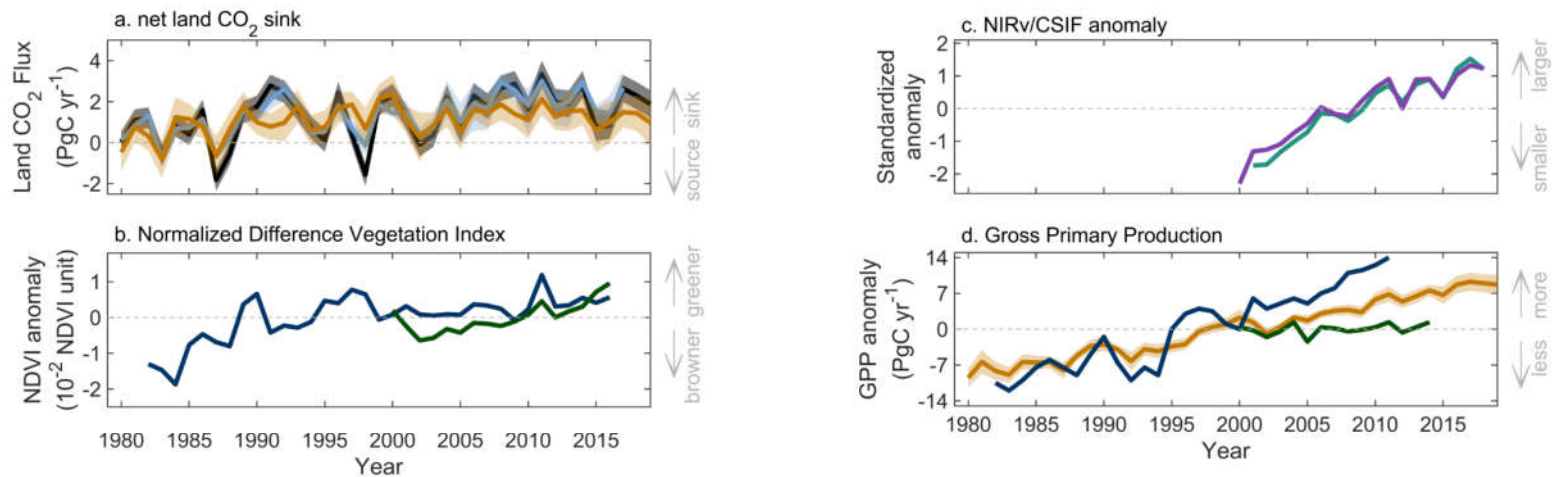 a. net land CO2 sink
Land CO2 Flux
(PgC yr-1)
4
2
0
-2
source sink
b. Normalized Difference Vegetation Index
NDVI anomaly
(10-2 NDVI unit)
1
0
-1
-2
browner greener
1980 1985 1990 1995 2000 2005 2010 2015
Year
c. NIRv/CSIF anomaly
Standardized
anomaly
2
1
0
-1
-2
smaller larger
d. Gross Primary Production
GPP anomaly
(PgC yr-1)
14
7
0
-7
-14
less more
1980 1985 1990 1995 2000 2005 2010 2015
Year